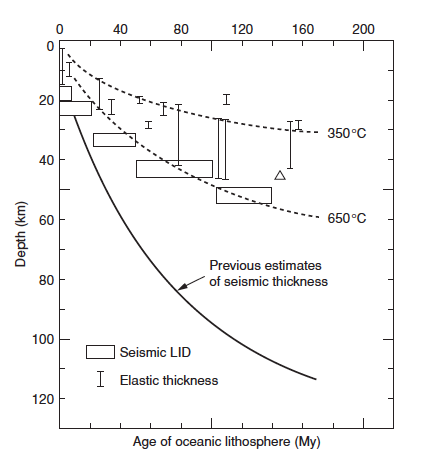 0 40 80 120 160 200
0
20
350°C
40
650°C
60
Previous estimates
of seismic thickness
80
100
Seismic LID
Elastic thickness
120
Depth (km)
Age of oceanic lithosphere (My)